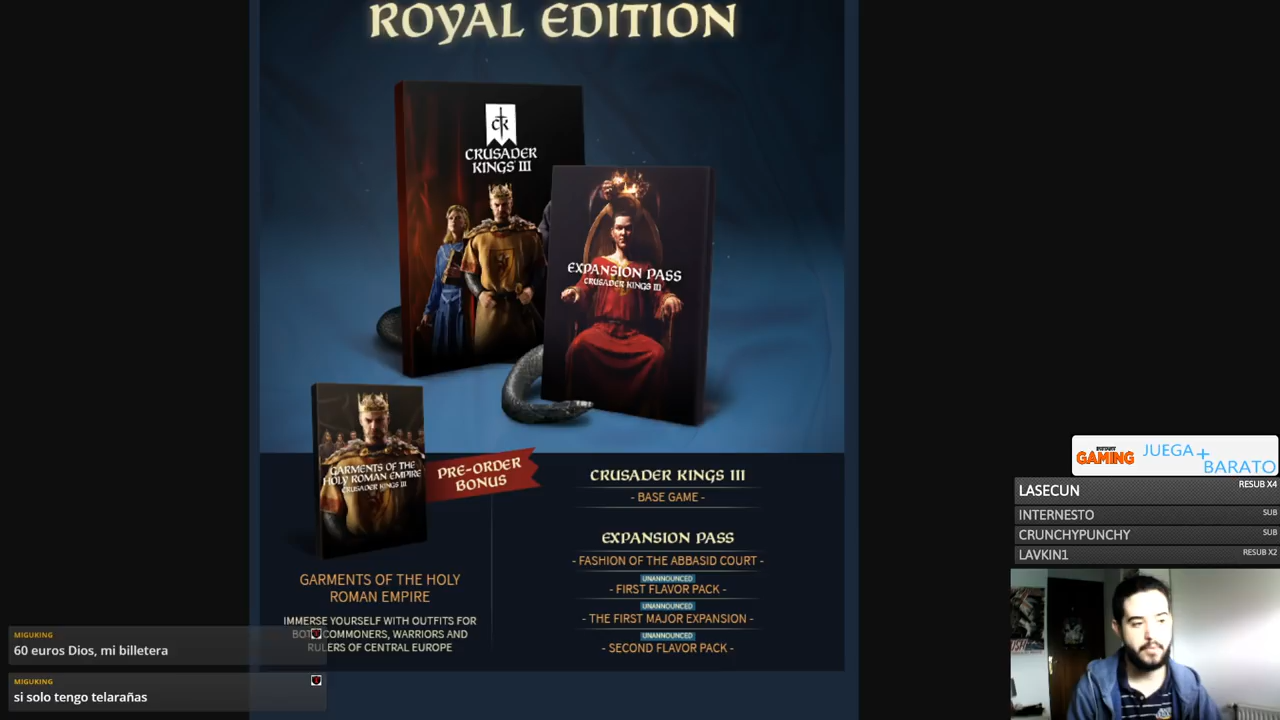 ROYAL EDITION
CK
CRUSADER
KINGS III
EXPANSION PASS
CRUSADER KINGS III
GARMENTS OF THE
HOLY ROMAN EMPIRE
CRUSADER KINGS III
PRE-ORDER
BONUS
GARMENTS OF THE HOLY
ROMAN EMPIRE
IMMERSE YOURSELF WITH OUTFITS FOR
BOTH COMMONERS, WARRIORS AND
RULERS OF CENTRAL EUROPE
CRUSADER KINGS III
- BASE GAME -
EXPANSION PASS
- FASHION OF THE ABBASID COURT -
UNANNOUNCED
- FIRST FLAVOR PACK -
UNANNOUNCED
- THE FIRST MAJOR EXPANSION -
UNANNOUNCED
- SECOND FLAVOR PACK -
MIGUKING
60 euros Dios, mi billetera
MIGUKING
si solo tengo telarañas
INSTANT
GAMING
JUEGA+
BARATO
LASECUN RESUB X4
INTERNESTO SUB
CRUNCHYPUNCHY SUB
LAVKIN1 RESUB X2